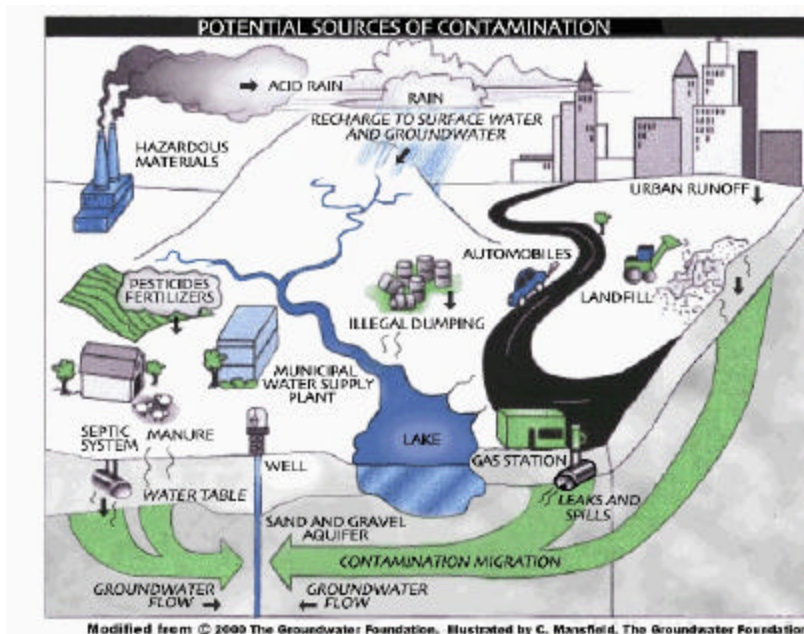 POTENTIAL SOURCES OF CONTAMINATION
ACID RAIN
RAIN
RECHARGE TO SURFACE WATER
AND GROUNDWATER
HAZARDOUS
MATERIALS
URBAN RUNOFF
AUTOMOBILES
PESTICIDES
FERTILIZERS
LANDFILL
ILLEGAL DUMPING
MUNICIPAL
WATER SUPPLY
PLANT
SEPTIC
SYSTEM
MANURE
LAKE
WELL
GAS STATION
WATER TABLE
LEAKS AND
SPILLS
SAND AND GRAVEL
AQUIFER
CONTAMINATION MIGRATION
GROUNDWATER
FLOW
GROUNDWATER
FLOW
Modified from © 2000 The Groundwater Foundation. Illustrated by C. Mansfield, The Groundwater Foundation